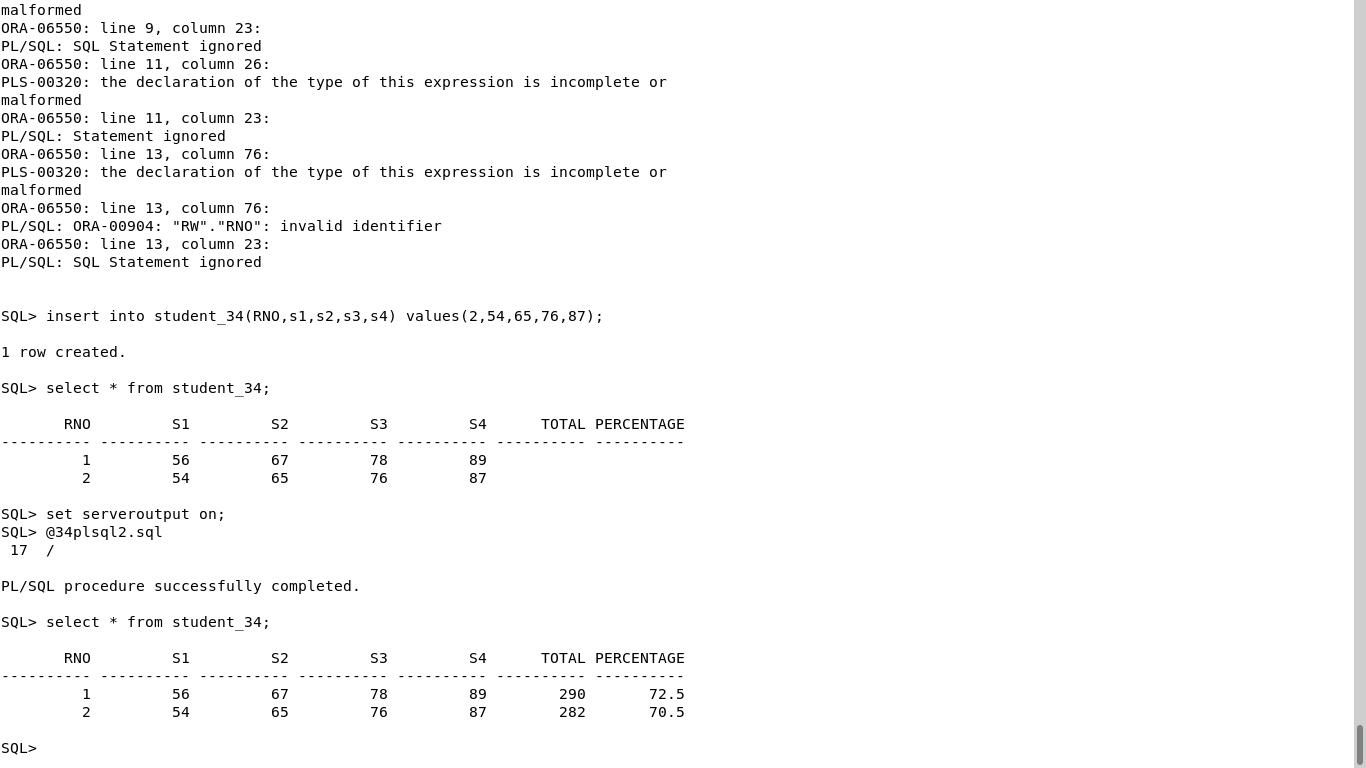 malformed
ORA-06550: line 9, column 23:
PL/SQL: SQL Statement ignored
ORA-06550: line 11, column 26:
PLS-00320: the declaration of the type of this expression is incomplete or
malformed
ORA-06550: line 11, column 23:
PL/SQL: Statement ignored
ORA-06550: line 13, column 76:
PLS-00320: the declaration of the type of this expression is incomplete or
malformed
ORA-06550: line 13, column 76:
PL/SQL: ORA-00904: "RW"."RNO": invalid identifier
ORA-06550: line 13, column 23:
PL/SQL: SQL Statement ignored
SQL> insert into student_34(RNO,s1,s2,s3,s4) values(2,54,65,76,87);
1 row created.
SQL> select * from student_34;
       RNO         S1         S2         S3         S4      TOTAL PERCENTAGE
---------- ---------- ---------- ---------- ---------- ---------- ----------
         1         56         67         78         89
         2         54         65         76         87
SQL> set serveroutput on;
SQL> @34plsql2.sql
 17  /
PL/SQL procedure successfully completed.
SQL> select * from student_34;
       RNO         S1         S2         S3         S4      TOTAL PERCENTAGE
---------- ---------- ---------- ---------- ---------- ---------- ----------
         1         56         67         78         89        290       72.5
         2         54         65         76         87        282       70.5
SQL>